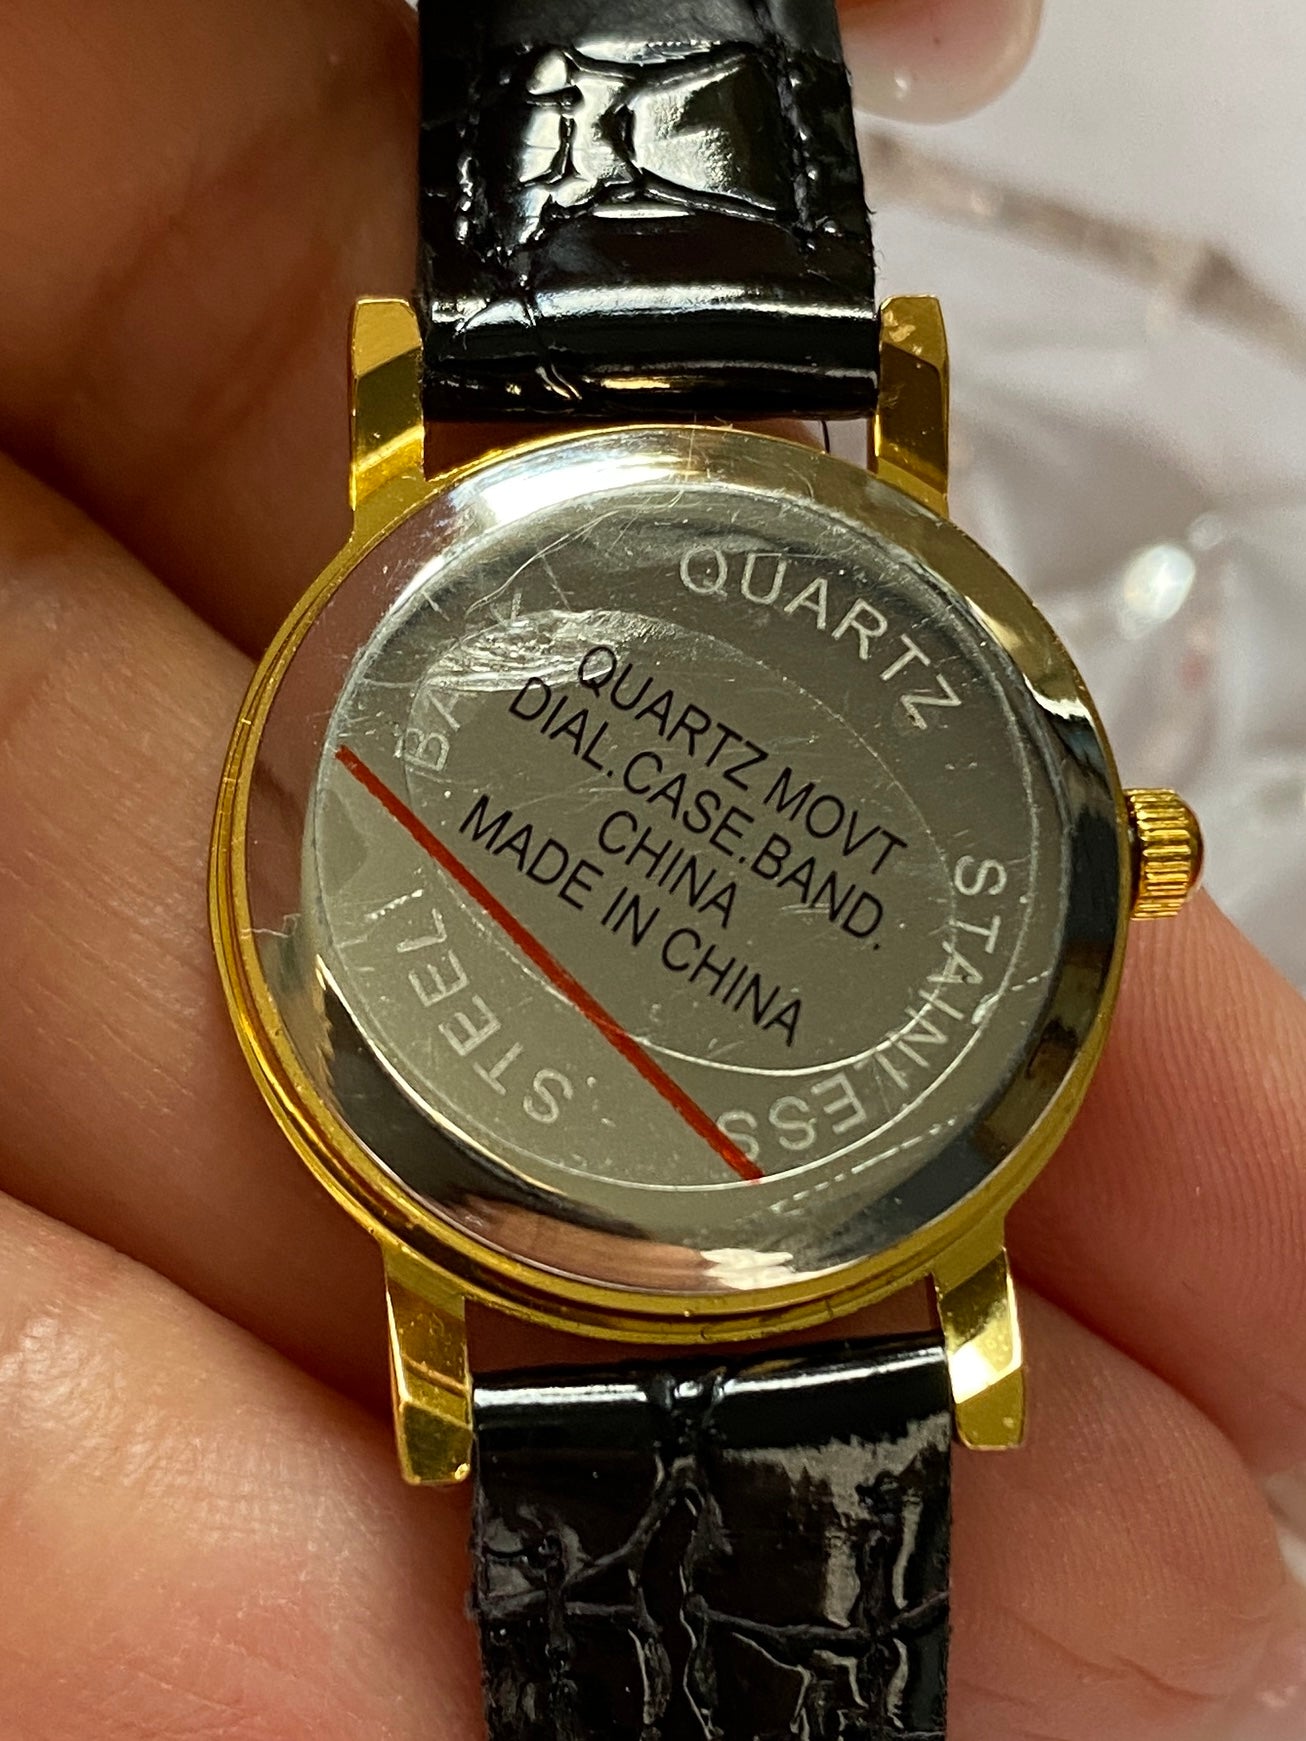 QUARTZ MOVT
DIAL.CASE.BAND.
CHINA
MADE IN CHINA
QUARTZ
STAINLESS
STEEL
BACK